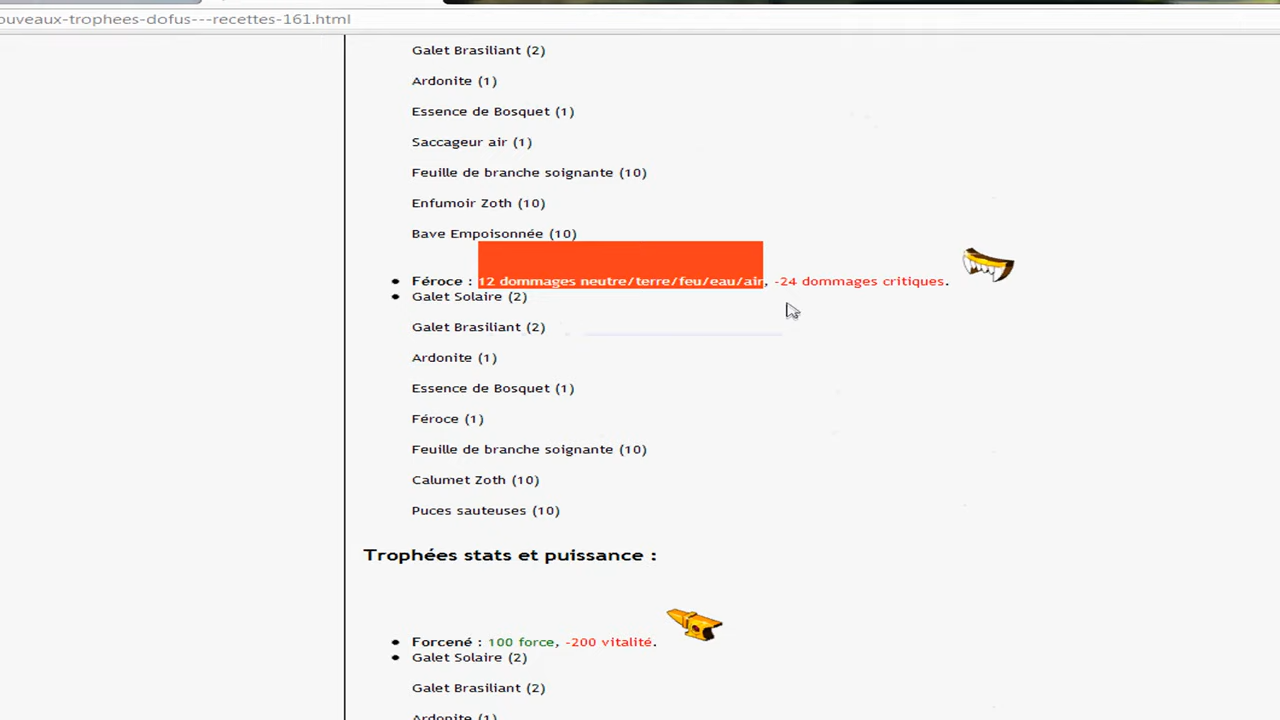 ouveaux-trophees-dofus---recettes-161.html
Galet Brasiliant (2)
Ardonite (1)
Essence de Bosquet (1)
Saccageur air (1)
Feuille de branche soignante (10)
Enfumoir Zoth (10)
Bave Empoisonnée (10)
Féroce : 12 dommages neutre/terre/feu/eau/air, -24 dommages critiques.
Galet Solaire (2)
Galet Brasiliant (2)
Ardonite (1)
Essence de Bosquet (1)
Féroce (1)
Feuille de branche soignante (10)
Calumet Zoth (10)
Puces sauteuses (10)
Trophées stats et puissance :
Forcené : 100 force, -200 vitalité.
Galet Solaire (2)
Galet Brasiliant (2)
Ardonite (1)